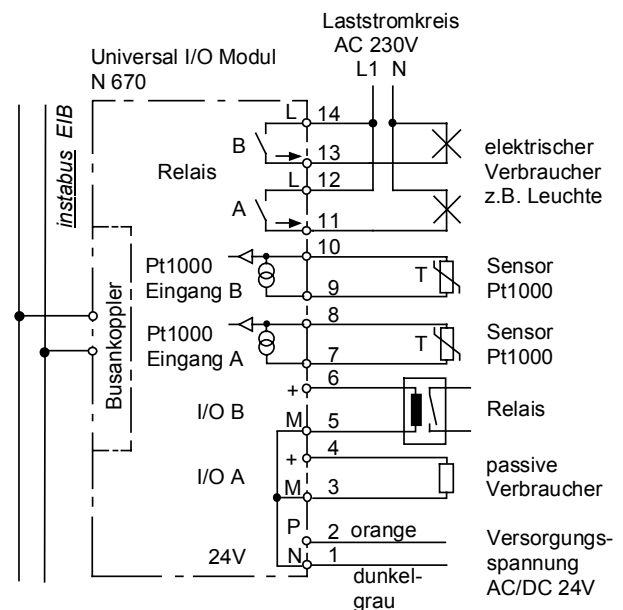 Laststromkreis
AC 230V
L1 N
Universal I/O Modul
N 670
instabus EIB
Busankoppler
L 14
B
13
Relais
L 12
A
11
elektrischer
Verbraucher
z.B. Leuchte
10
Pt1000
Eingang B
9
T
Sensor
Pt1000
8
Pt1000
Eingang A
7
T
Sensor
Pt1000
+ 6
I/O B
M 5
Relais
+ 4
I/O A
M 3
passive
Verbraucher
P 2 orange
24V
N 1
dunkel-
grau
Versorgungs-
spannung
AC/DC 24V